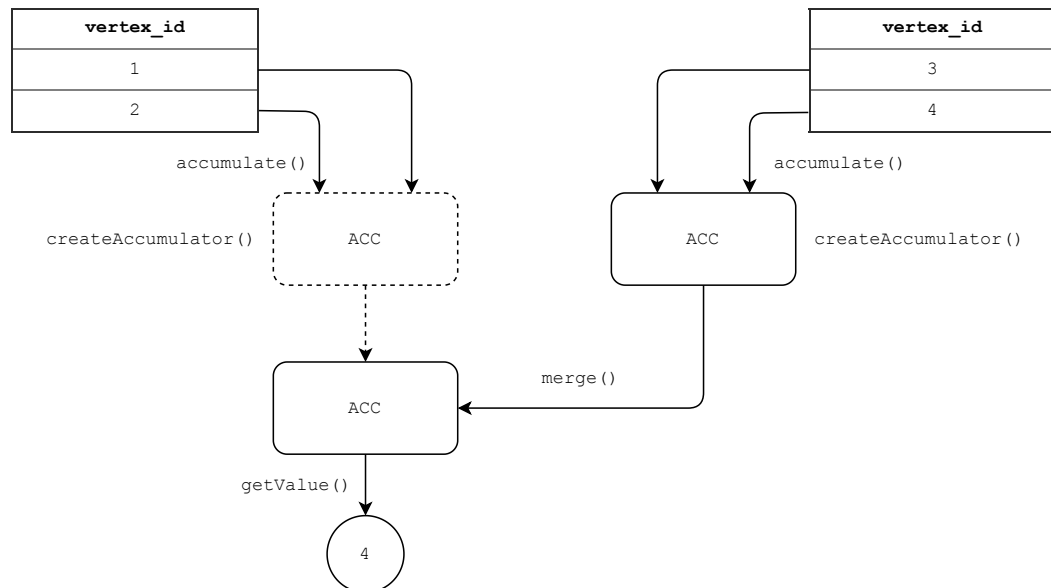 vertex_id
1
2
vertex_id
3
4
accumulate()
accumulate()
createAccumulator()
ACC
ACC
createAccumulator()
merge()
ACC
getValue()
4